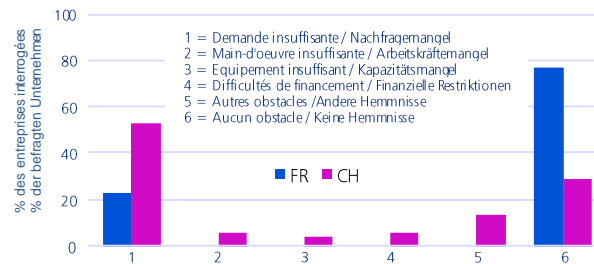 % des entreprises interrogées
% der befragten Unternehmen
100
80
60
40
20
0
1 = Demande insuffisante / Nachfragemangel
2 = Main-d'oeuvre insuffisante / Arbeitskräftemangel
3 = Equipement insuffisant / Kapazitätsmangel
4 = Difficultés de financement / Finanzielle Restriktionen
5 = Autres obstacles /Andere Hemmnisse
6 = Aucun obstacle / Keine Hemmnisse
FR CH
1 2 3 4 5 6